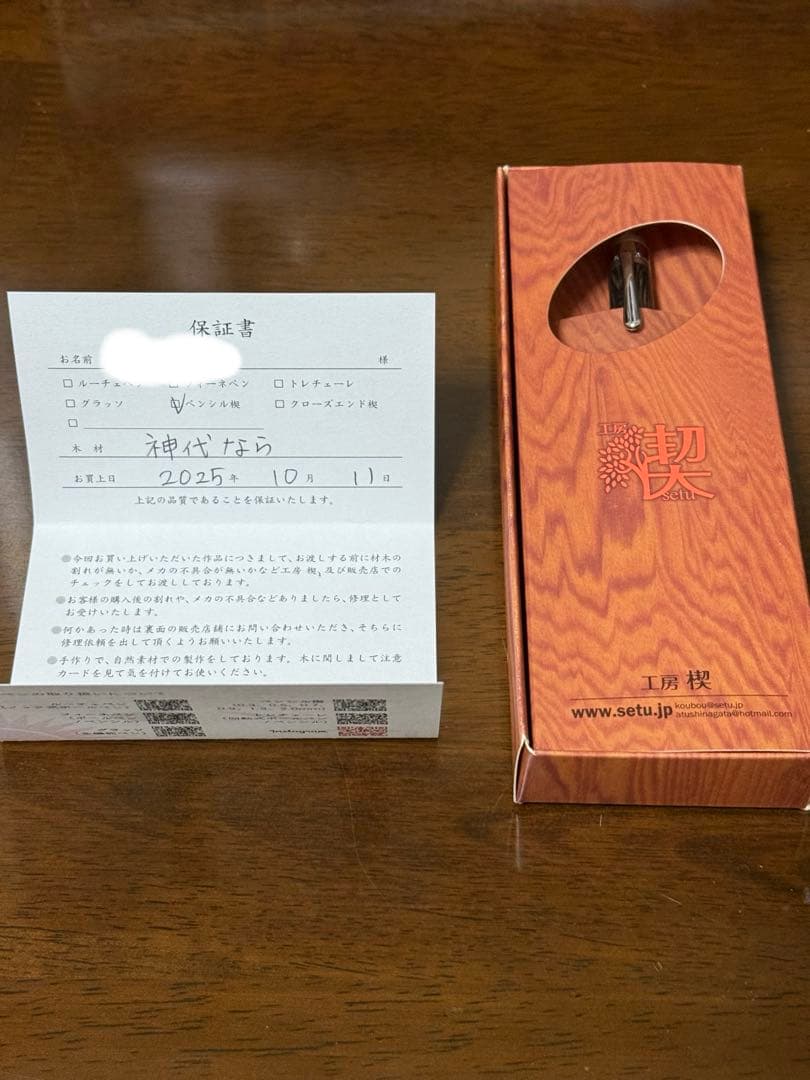 保証書
お名前 様
□ ルーチェペン □ ヴィーネペン □ トレチェーレ
□ グラッソ ☑ ペンシル楔 □ クローズエンド楔
□
木 材 神代なら
お買上日 2025年 10月 11日
上記の品質であることを保証いたします。
●今回お買い上げいただいた作品につきまして、お渡しする前に材木の
割れが無いか、メカの不具合が無いかなど工房 楔、及び販売店での
チェックをしてお渡ししております。
●お客様の購入後の割れや、メカの不具合などありましたら、修理として
お受けいたします。
●何かあった時は裏面の販売店舗にお問い合わせいただき、そちらに
修理依頼を出して頂くようお願いいたします。
●手作りで、自然素材での製作をしております。木に関しまして注意
カードを見て気を付けてお使いください。
Instagram
工房
楔
setu
工房 楔
www.setu.jp
koubou@setu.jp
atushinagata@hotmail.com